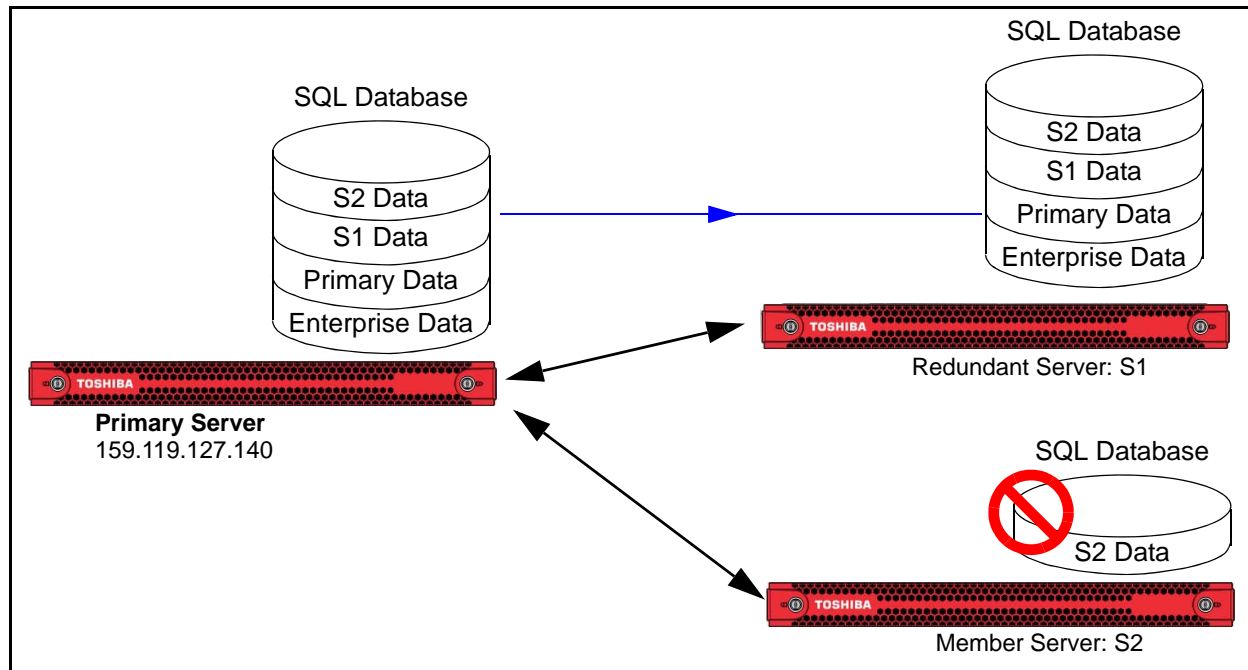 SQL Database
S2 Data
S1 Data
Primary Data
Enterprise Data
TOSHIBA
Primary Server
159.119.127.140
SQL Database
S2 Data
S1 Data
Primary Data
Enterprise Data
TOSHIBA
Redundant Server: S1
SQL Database
S2 Data
TOSHIBA
Member Server: S2